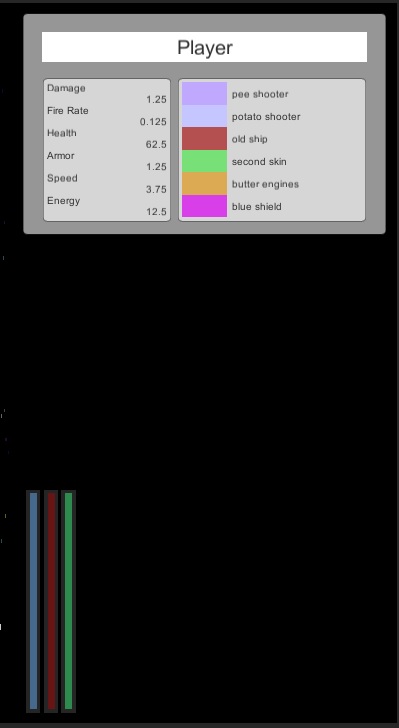 Player
Damage
1.25
Fire Rate
0.125
Health
62.5
Armor
1.25
Speed
3.75
Energy
12.5
pee shooter
potato shooter
old ship
second skin
butter engines
blue shield